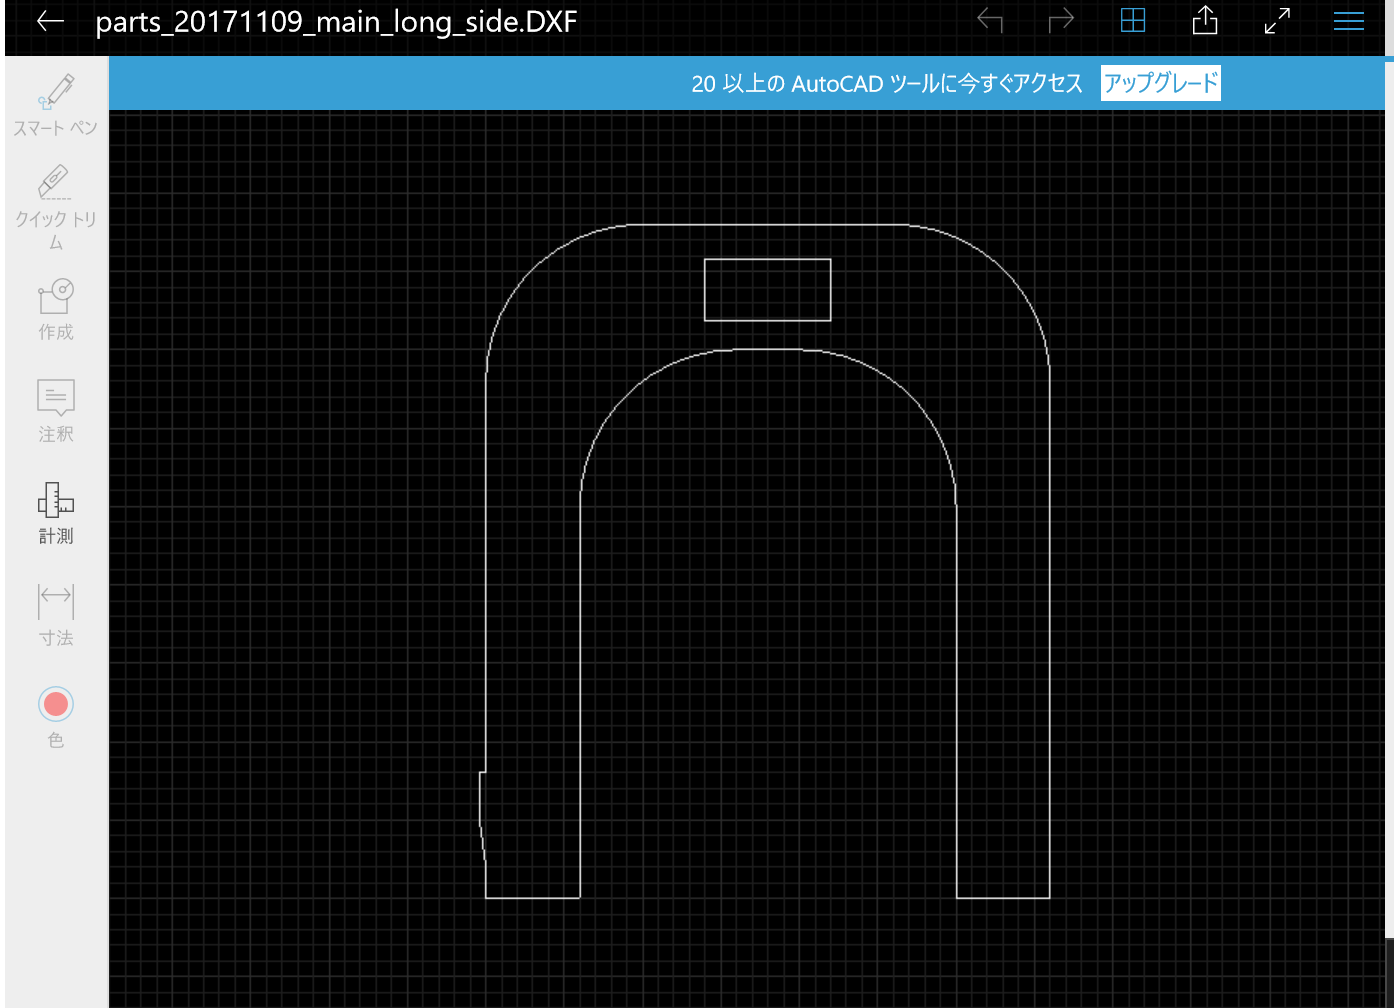 parts_20171109_main_long_side.DXF
20 以上の AutoCAD ツールに今すぐアクセス アップグレード
スマート ペン
クイック トリ
ム
作成
注釈
計測
寸法
色